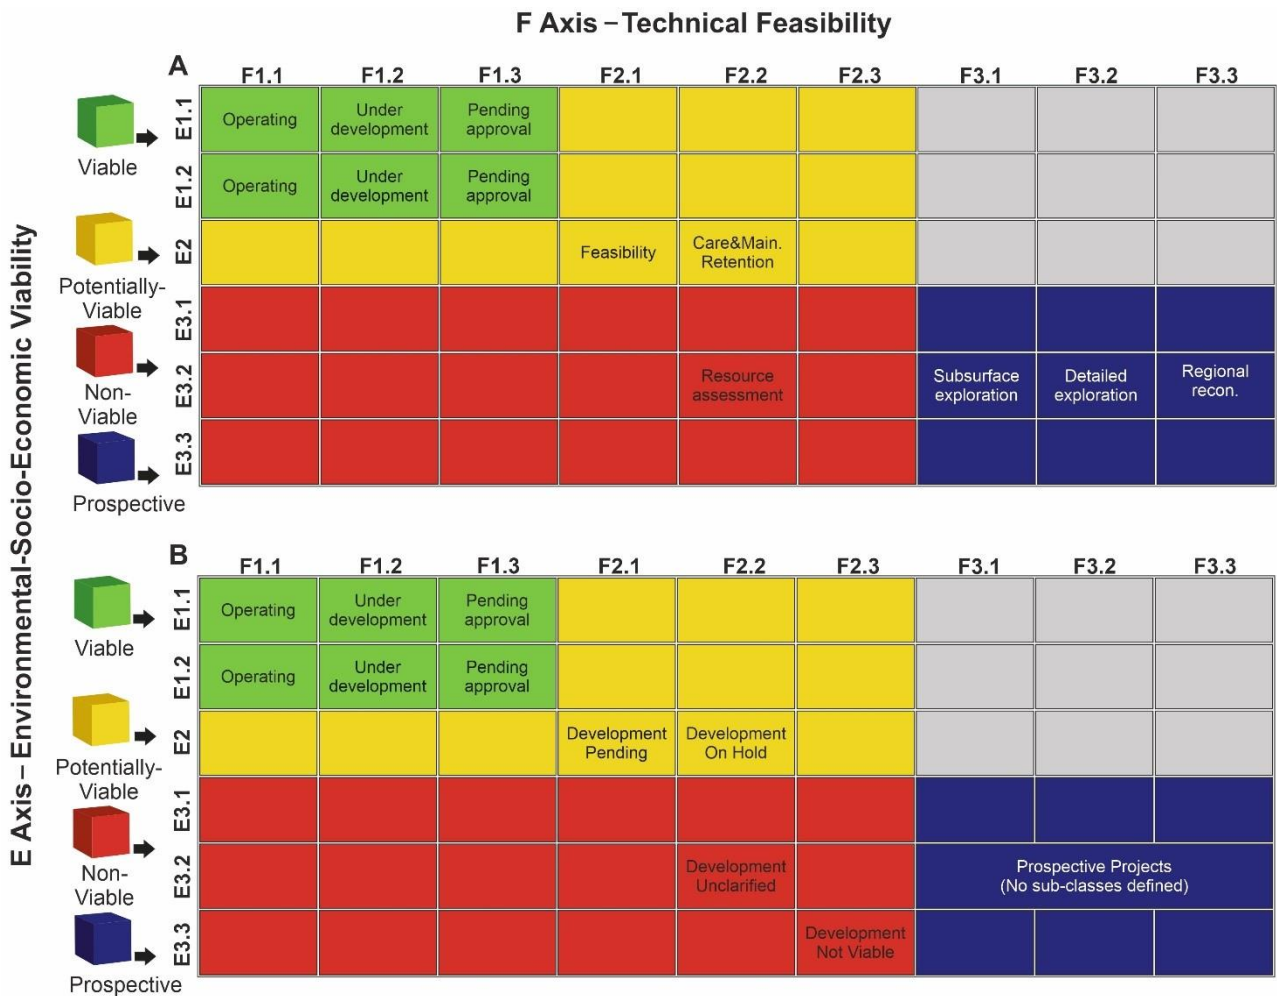 F Axis – Technical Feasibility
E Axis – Environmental-Socio-Economic Viability
A
F1.1 F1.2 F1.3 F2.1 F2.2 F2.3 F3.1 F3.2 F3.3
Viable
Potentially-
Viable
Non-
Viable
Prospective
E1.1
Operating
Under
development
Pending
approval
E1.2
Operating
Under
development
Pending
approval
E2
Feasibility
Care&Main.
Retention
E3.1
E3.2
Resource
assessment
Subsurface
exploration
Detailed
exploration
Regional
recon.
E3.3
B
F1.1 F1.2 F1.3 F2.1 F2.2 F2.3 F3.1 F3.2 F3.3
Viable
Potentially-
Viable
Non-
Viable
Prospective
E1.1
Operating
Under
development
Pending
approval
E1.2
Operating
Under
development
Pending
approval
E2
Development
Pending
Development
On Hold
E3.1
E3.2
Development
Unclarified
Prospective Projects
(No sub-classes defined)
E3.3
Development
Not Viable